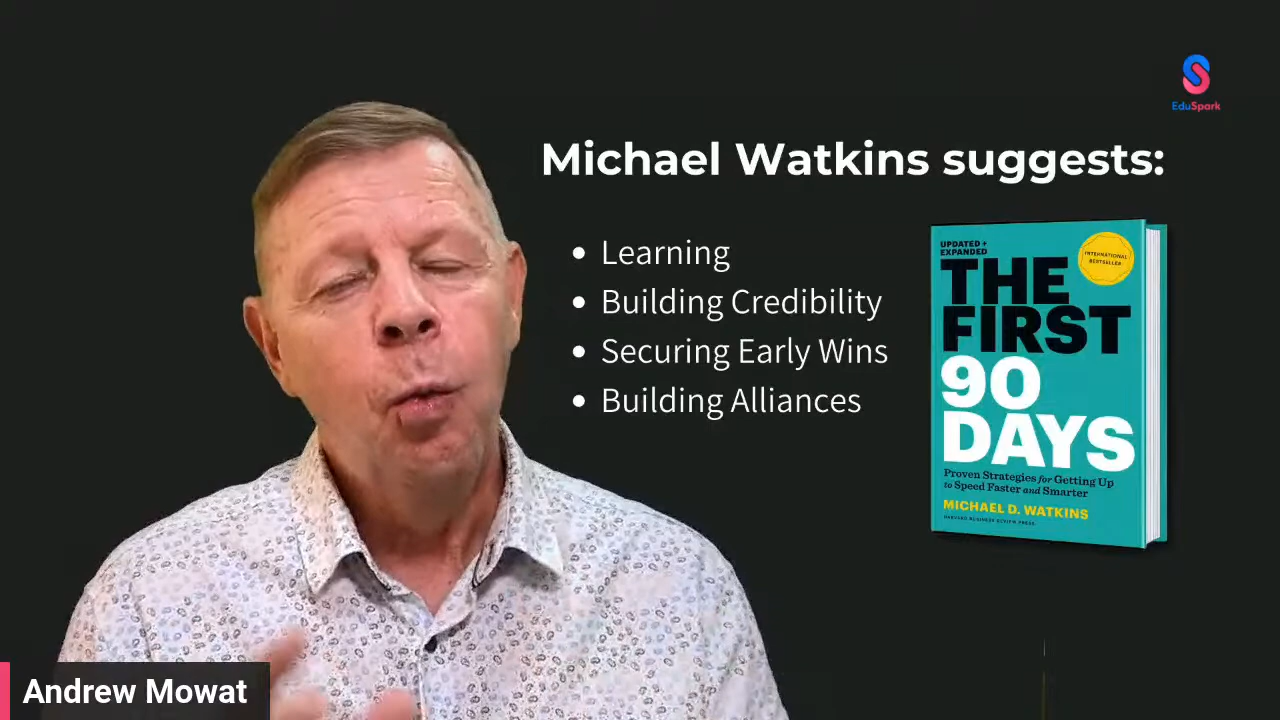 EduSpark
Michael Watkins suggests:
• Learning
• Building Credibility
• Securing Early Wins
• Building Alliances
UPDATED +
EXPANDED
INTERNATIONAL
BESTSELLER
THE
FIRST
90
DAYS
Proven Strategies for Getting Up
to Speed Faster and Smarter
MICHAEL D. WATKINS
HARVARD BUSINESS REVIEW PRESS
Andrew Mowat